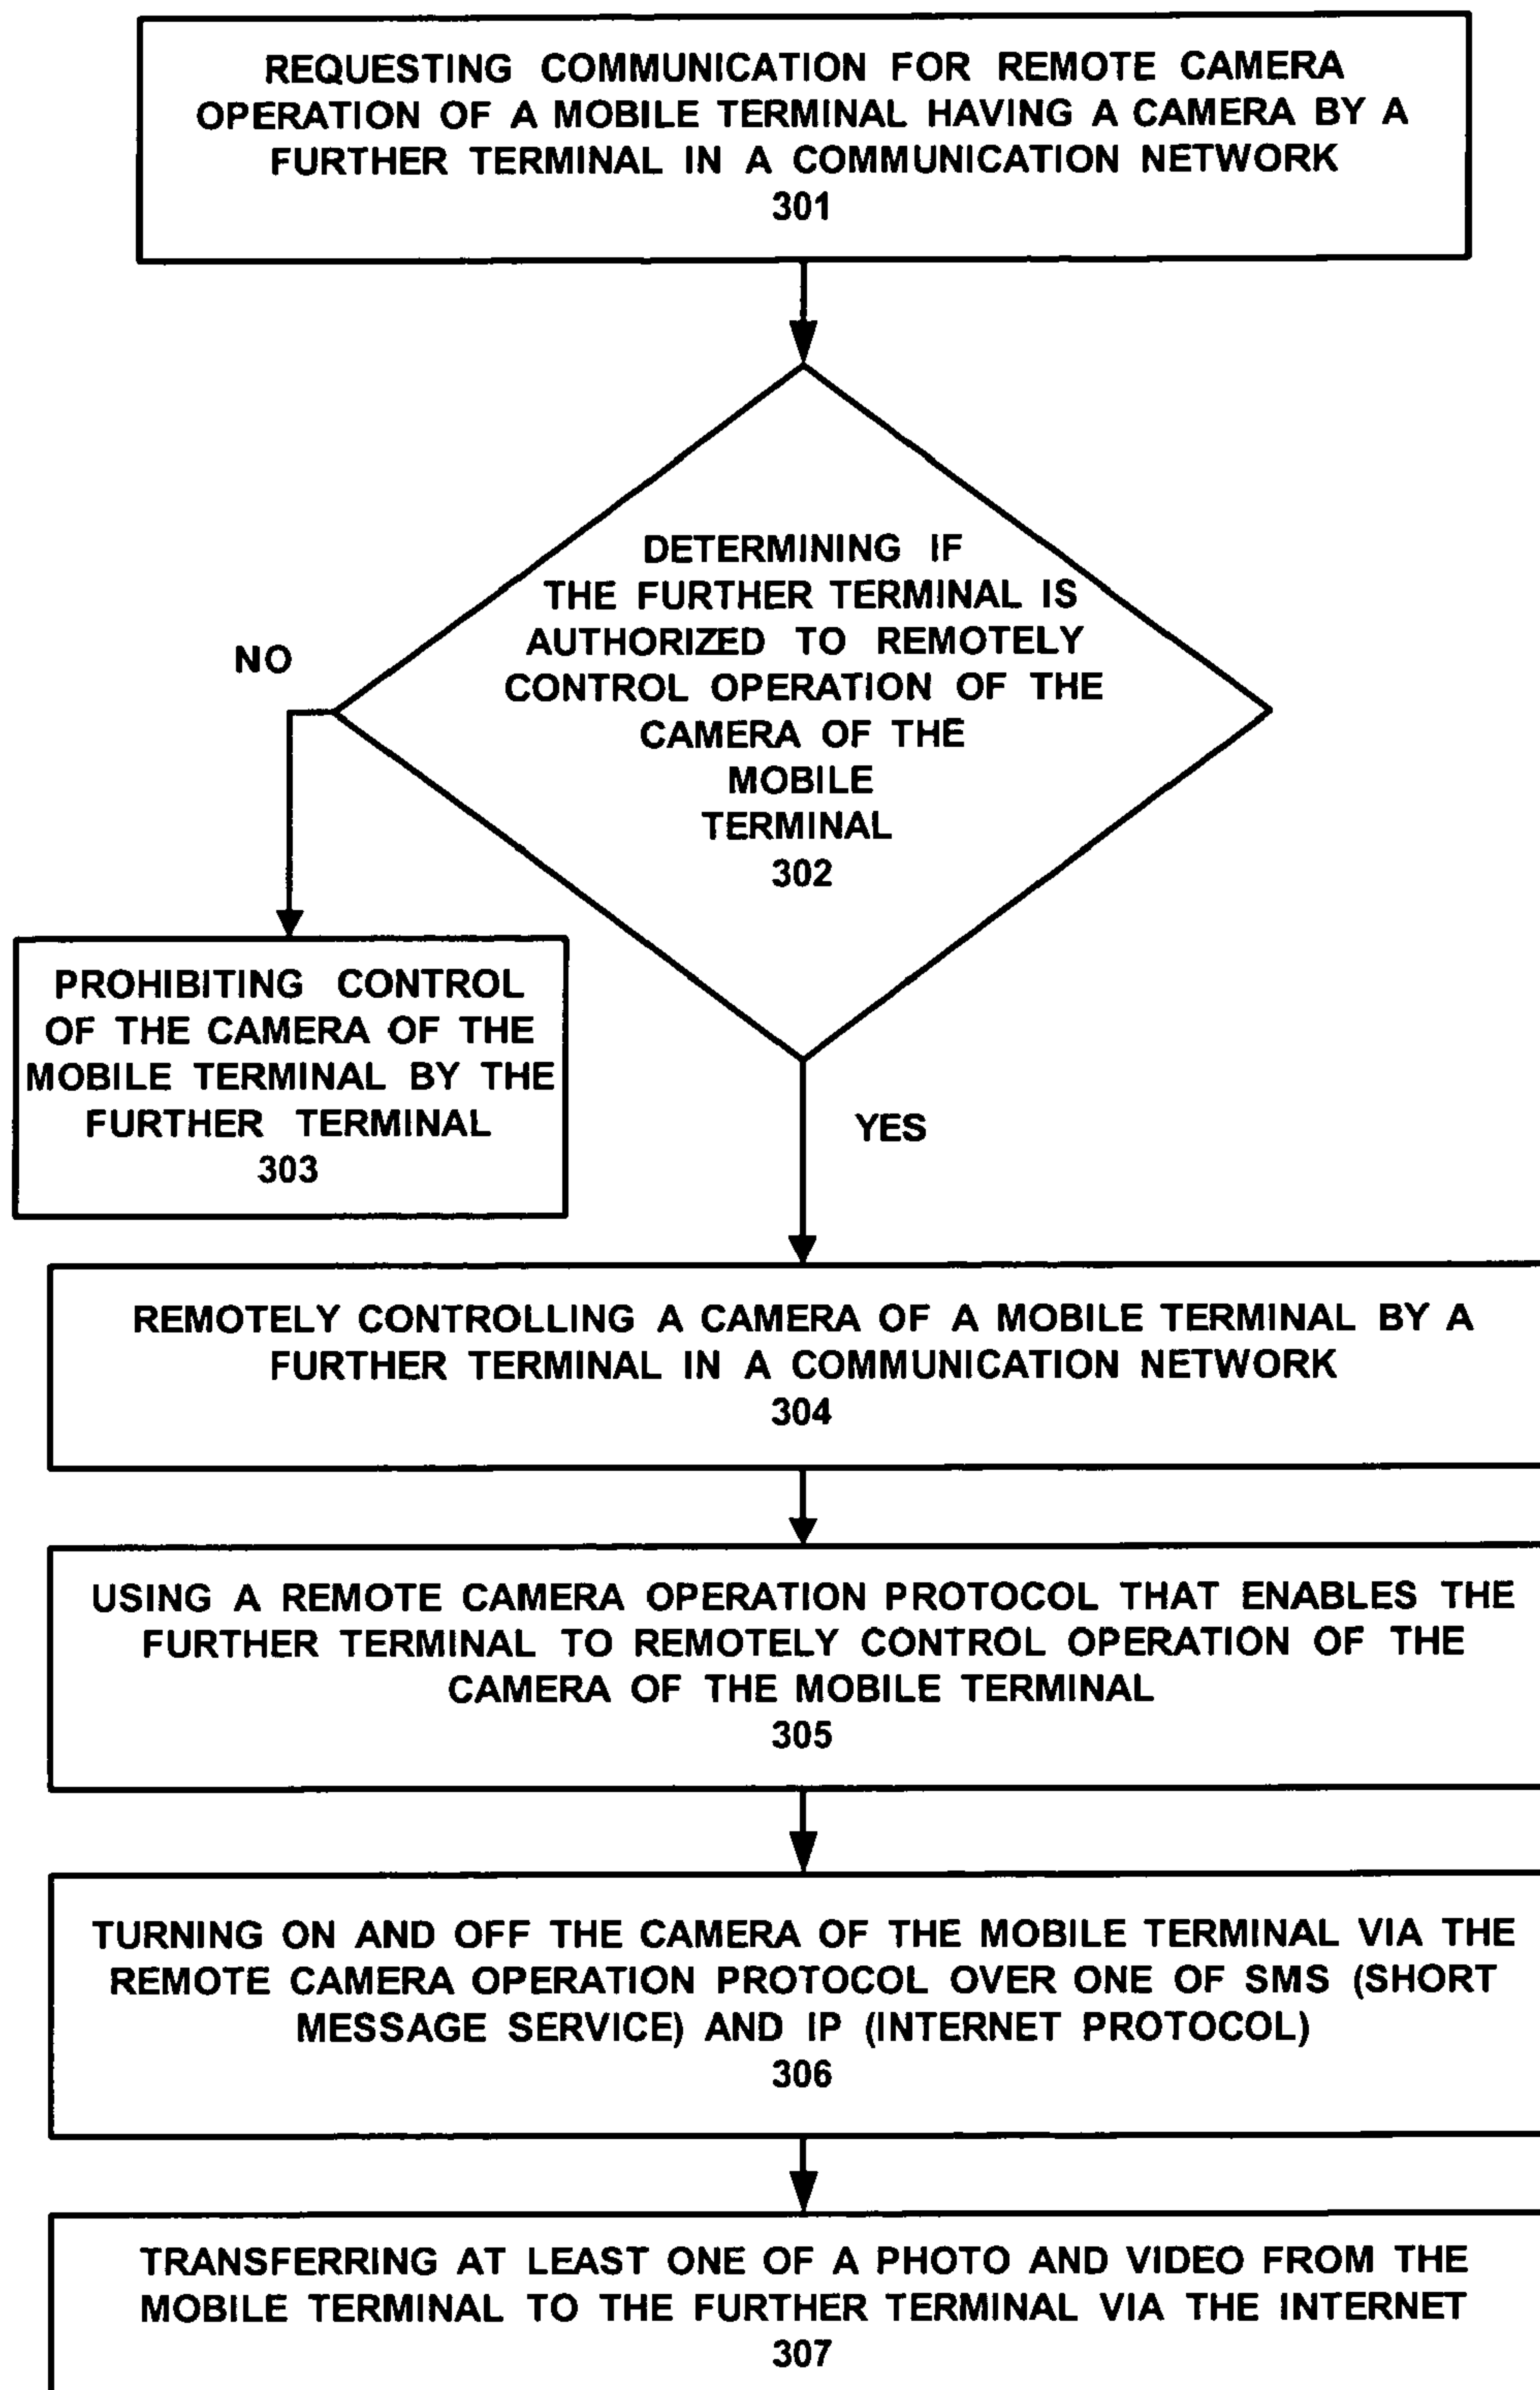 REQUESTING COMMUNICATION FOR REMOTE CAMERA
OPERATION OF A MOBILE TERMINAL HAVING A CAMERA BY A
FURTHER TERMINAL IN A COMMUNICATION NETWORK
301
DETERMINING IF
THE FURTHER TERMINAL IS
AUTHORIZED TO REMOTELY
CONTROL OPERATION OF THE
CAMERA OF THE
MOBILE
TERMINAL
302
NO
PROHIBITING CONTROL
OF THE CAMERA OF THE
MOBILE TERMINAL BY THE
FURTHER TERMINAL
303
YES
REMOTELY CONTROLLING A CAMERA OF A MOBILE TERMINAL BY A
FURTHER TERMINAL IN A COMMUNICATION NETWORK
304
USING A REMOTE CAMERA OPERATION PROTOCOL THAT ENABLES THE
FURTHER TERMINAL TO REMOTELY CONTROL OPERATION OF THE
CAMERA OF THE MOBILE TERMINAL
305
TURNING ON AND OFF THE CAMERA OF THE MOBILE TERMINAL VIA THE
REMOTE CAMERA OPERATION PROTOCOL OVER ONE OF SMS (SHORT
MESSAGE SERVICE) AND IP (INTERNET PROTOCOL)
306
TRANSFERRING AT LEAST ONE OF A PHOTO AND VIDEO FROM THE
MOBILE TERMINAL TO THE FURTHER TERMINAL VIA THE INTERNET
307